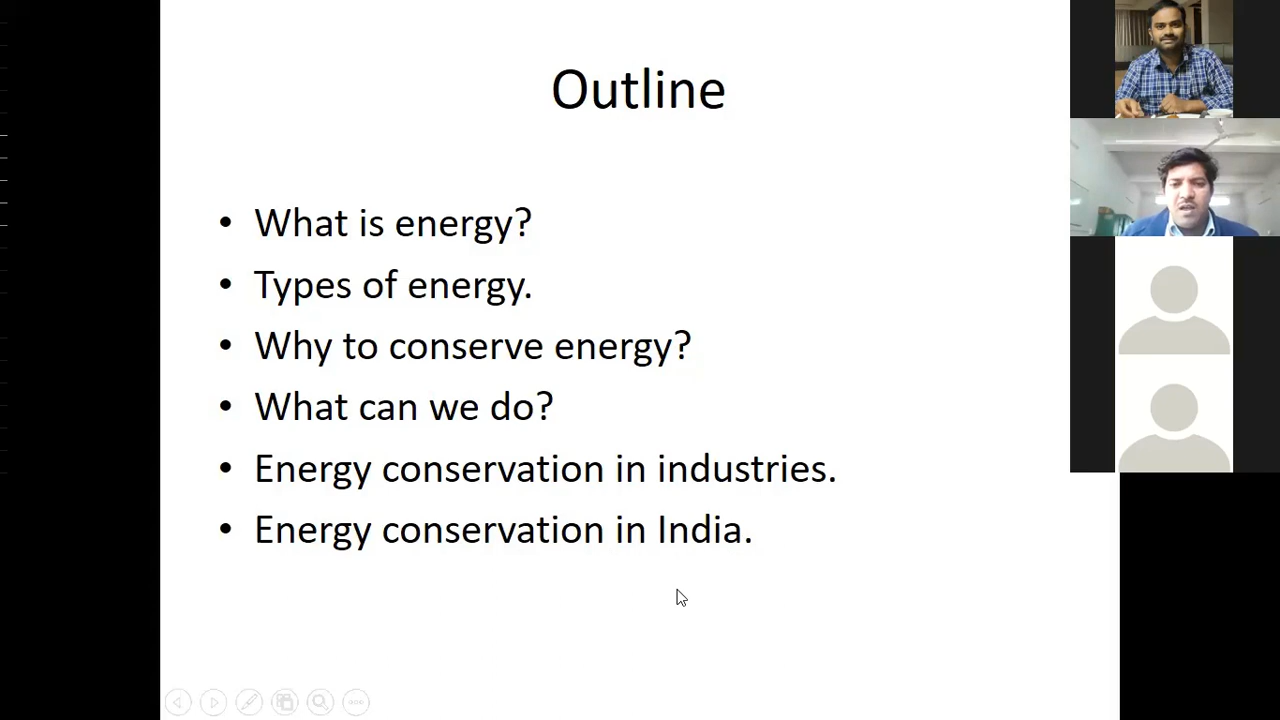 Outline
• What is energy?
• Types of energy.
• Why to conserve energy?
• What can we do?
• Energy conservation in industries.
• Energy conservation in India.